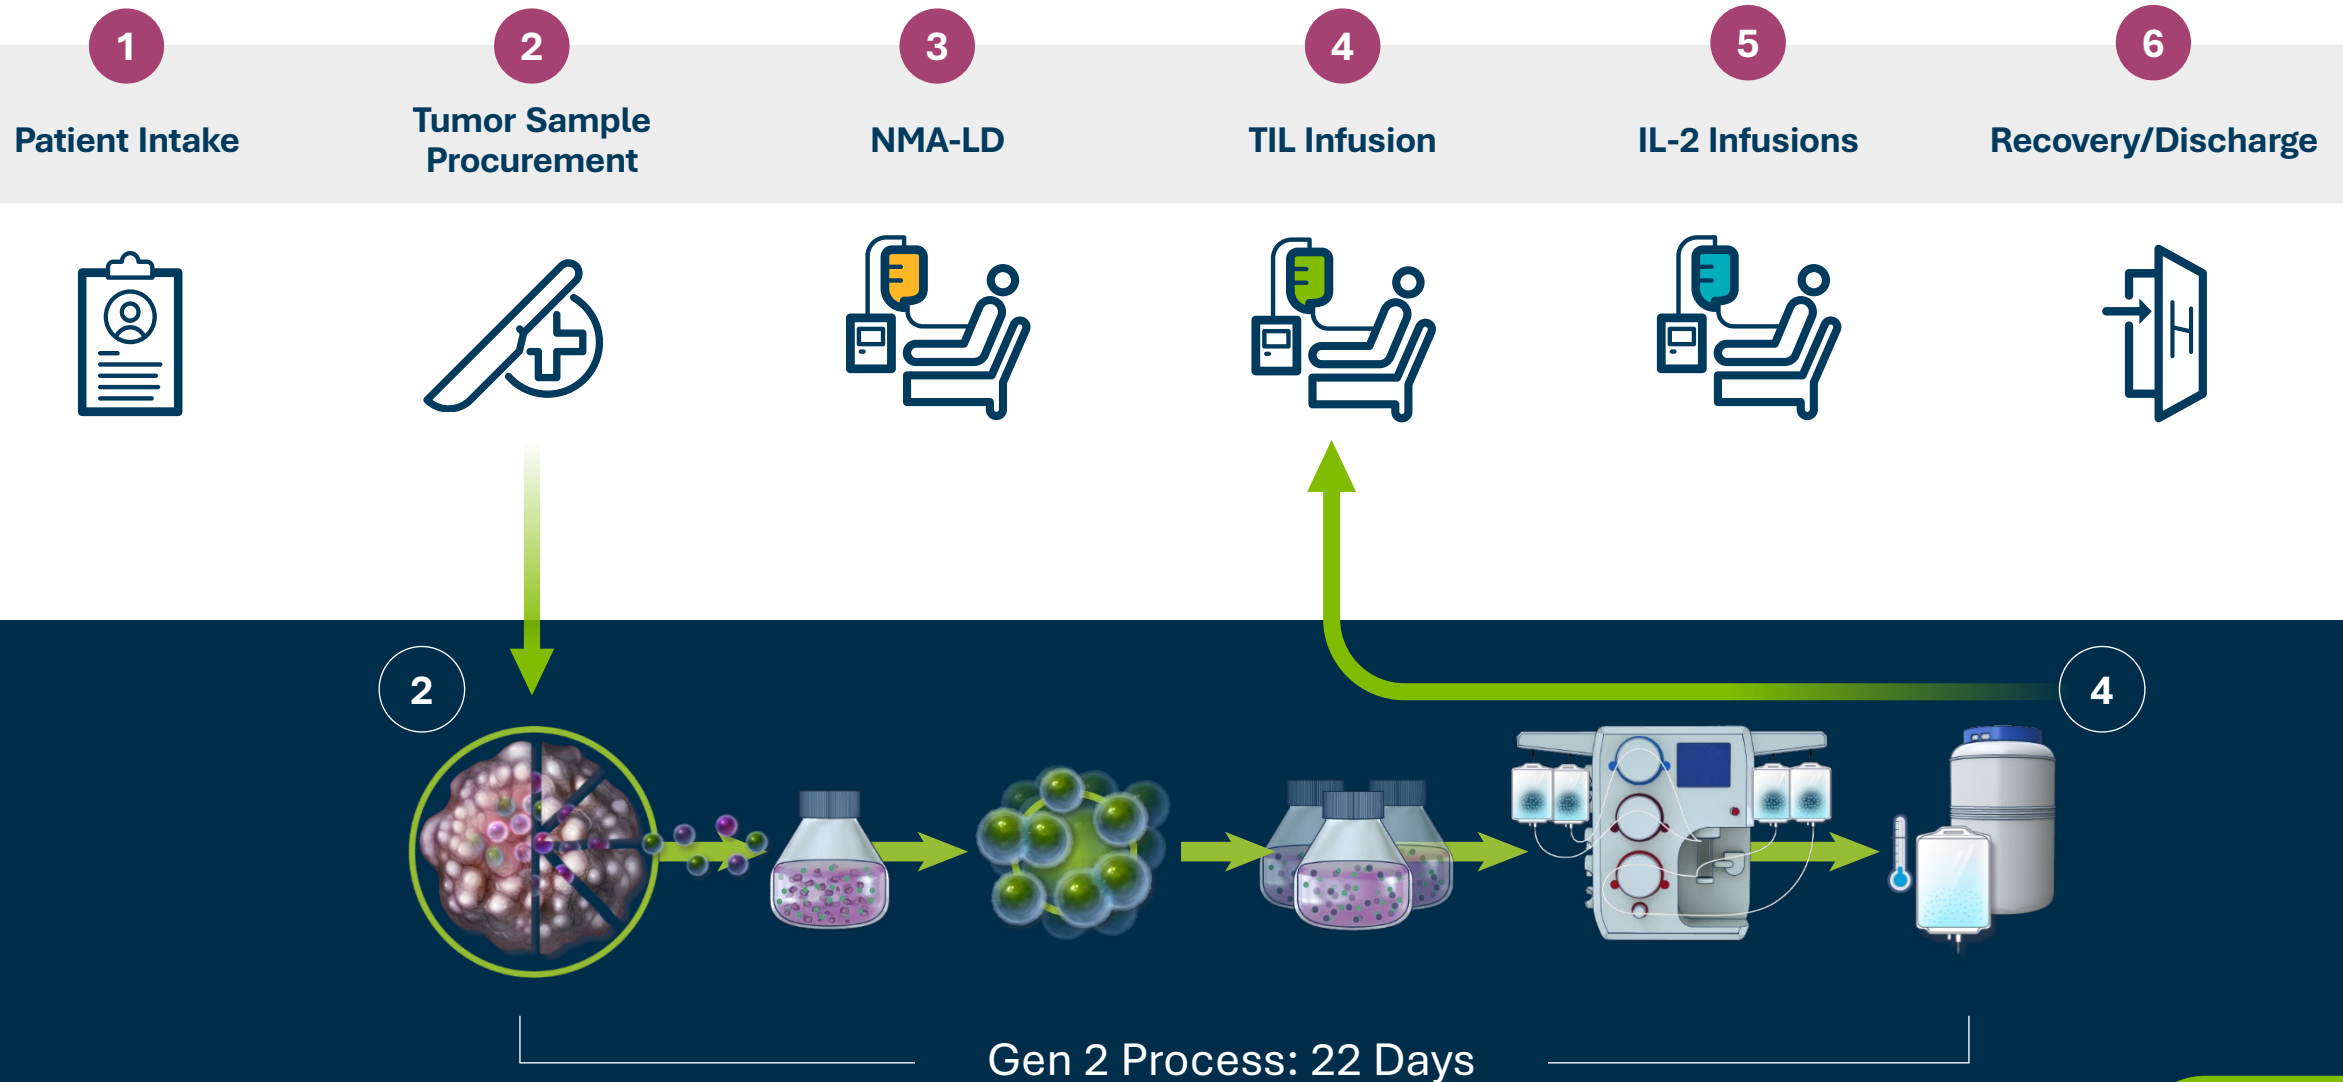 1
Patient Intake
2
Tumor Sample
Procurement
3
NMA-LD
4
TIL Infusion
5
IL-2 Infusions
6
Recovery/Discharge
H
2
4
Gen 2 Process: 22 Days